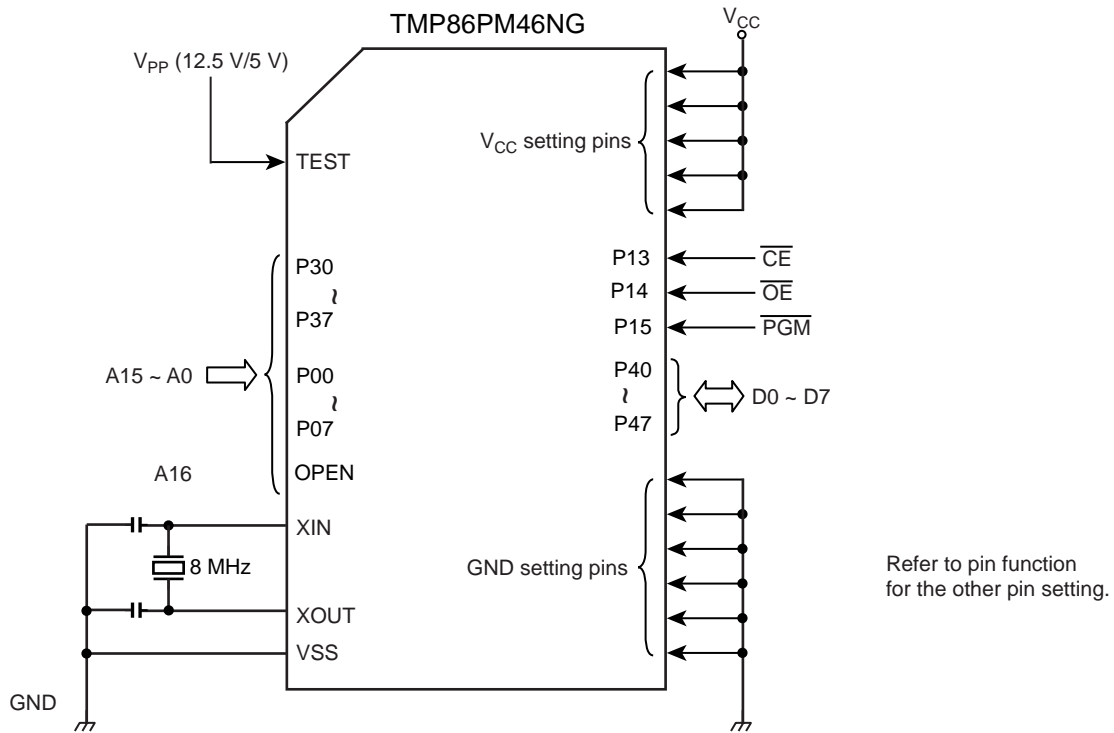 TMP86PM46NG
VCC
VPP (12.5 V/5 V)
VCC setting pins
TEST
P13
CE
P30
P14
OE
~
P37
P15
PGM
A15 ~ A0
P00
P40
~
~
D0 ~ D7
P07
P47
A16
OPEN
XIN
8 MHz
GND setting pins
Refer to pin function
for the other pin setting.
XOUT
VSS
GND